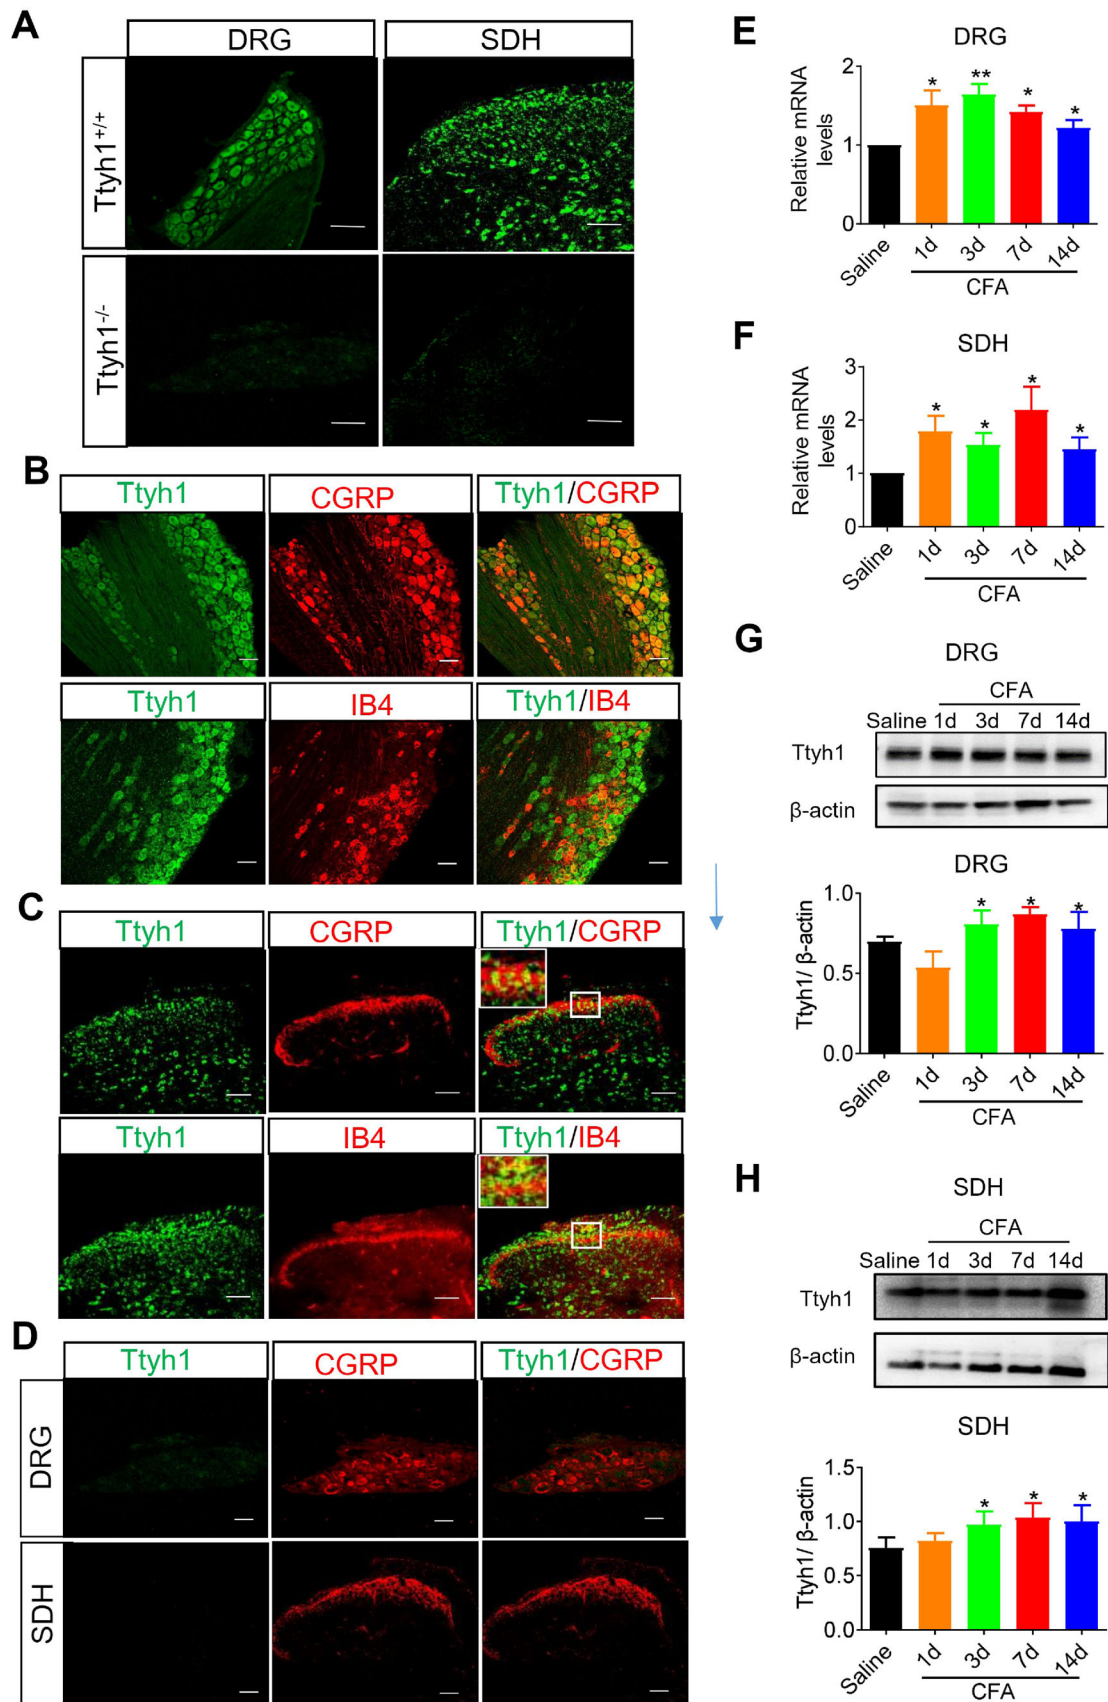 A
DRG SDH
Ttyh1+/+
Ttyh1-/-
B
Ttyh1 CGRP Ttyh1/CGRP
Ttyh1 IB4 Ttyh1/IB4
C
Ttyh1 CGRP Ttyh1/CGRP
Ttyh1 IB4 Ttyh1/IB4
D
Ttyh1 CGRP Ttyh1/CGRP
DRG
SDH
E
DRG
Relative mRNA
levels
2
1
0
* ** * *
Saline 1d 3d 7d 14d
CFA
F
SDH
Relative mRNA
levels
3
2
1
0
* * * *
Saline 1d 3d 7d 14d
CFA
G
DRG
CFA
Saline 1d 3d 7d 14d
Ttyh1
β-actin
DRG
Ttyh1/ β-actin
1.0
0.5
0.0
* * *
Saline 1d 3d 7d 14d
CFA
H
SDH
CFA
Saline 1d 3d 7d 14d
Ttyh1
β-actin
SDH
Ttyh1/ β-actin
1.5
1.0
0.5
0.0
* * *
Saline 1d 3d 7d 14d
CFA